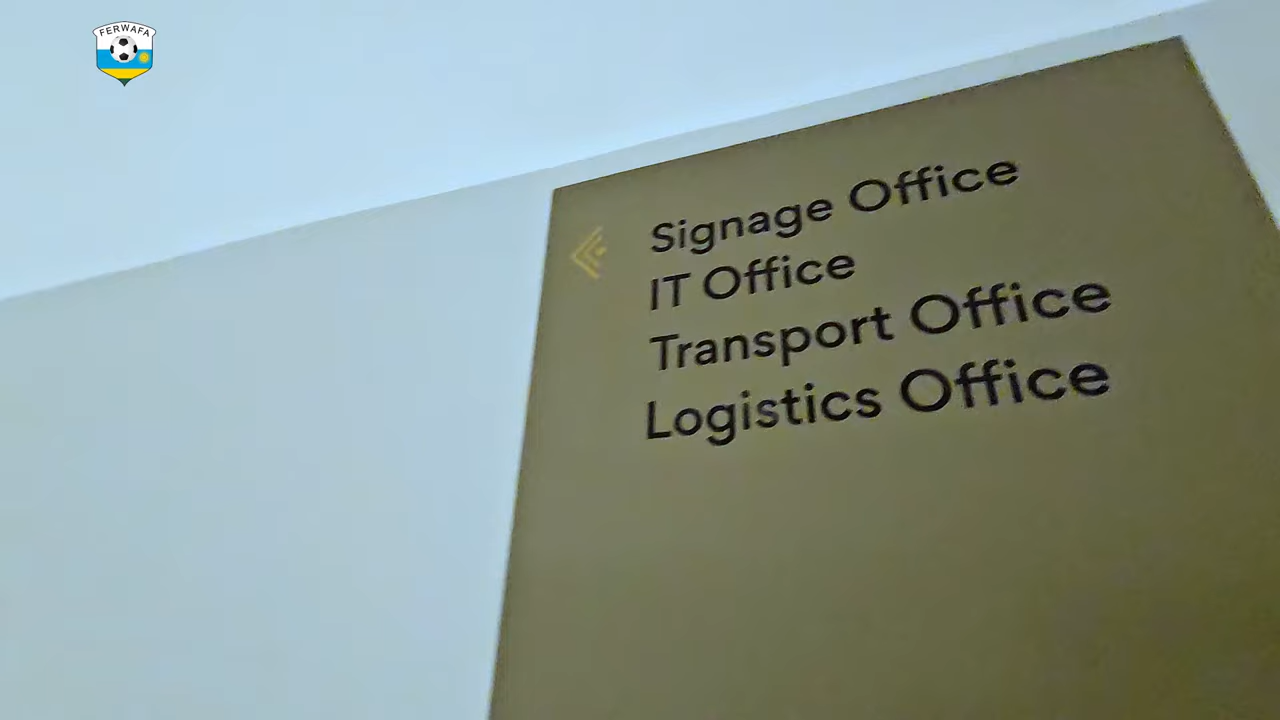 FERWAFA
Signage Office
IT Office
Transport Office
Logistics Office